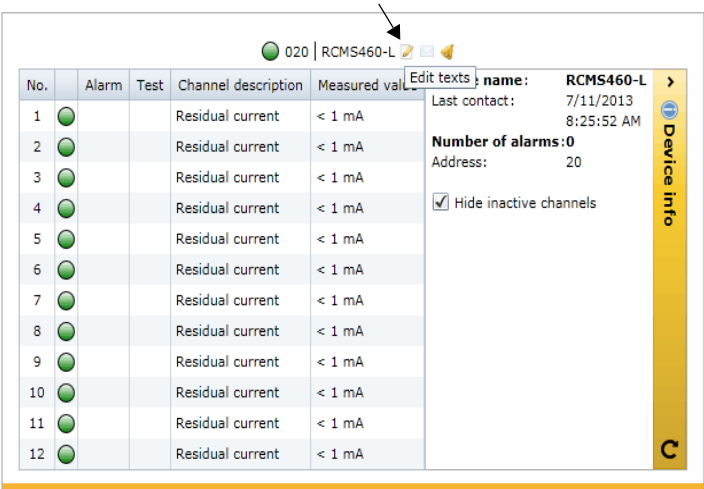 020 | RCMS460-L
Edit texts
No. Alarm Test Channel description Measured value
1 Residual current < 1 mA
2 Residual current < 1 mA
3 Residual current < 1 mA
4 Residual current < 1 mA
5 Residual current < 1 mA
6 Residual current < 1 mA
7 Residual current < 1 mA
8 Residual current < 1 mA
9 Residual current < 1 mA
10 Residual current < 1 mA
11 Residual current < 1 mA
12 Residual current < 1 mA
name: RCMS460-L
Last contact: 7/11/2013
8:25:52 AM
Number of alarms:0
Address: 20
Hide inactive channels
Device info